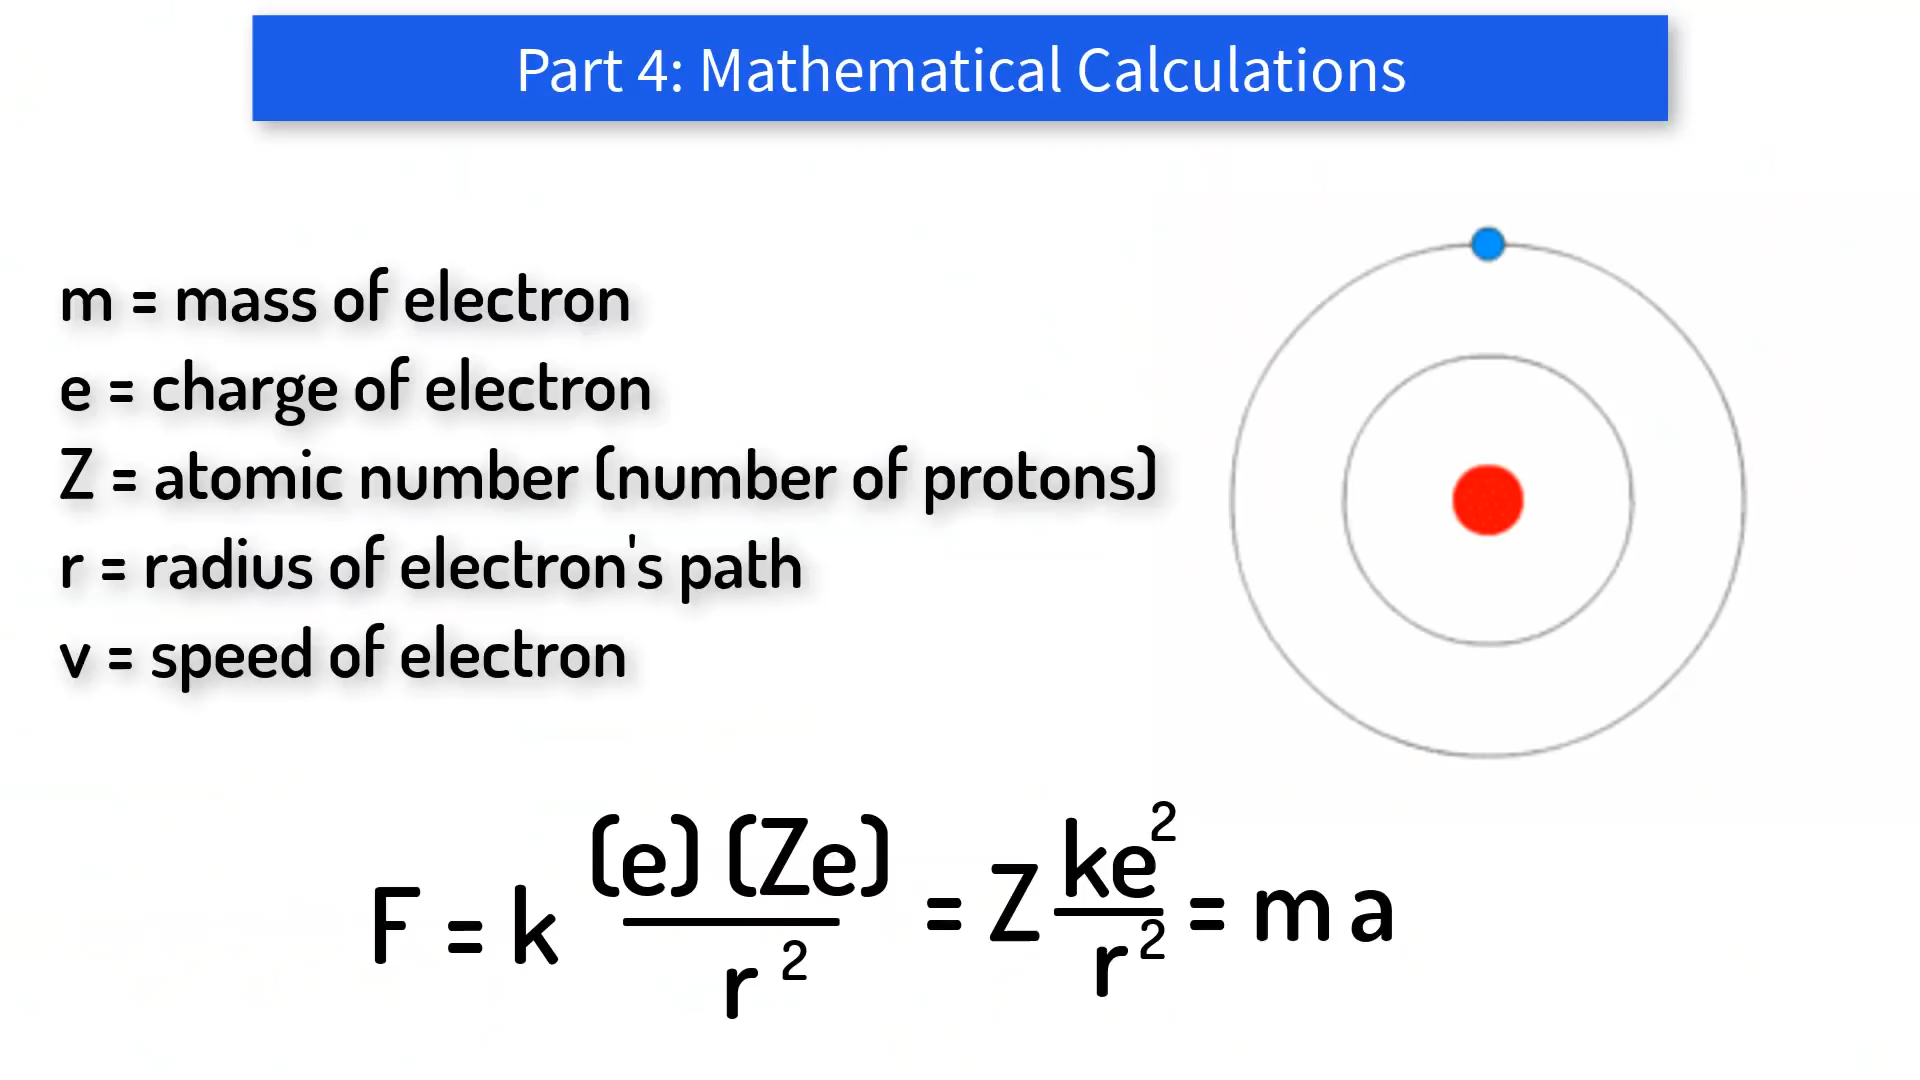 Part 4: Mathematical Calculations
m = mass of electron
e = charge of electron
Z = atomic number (number of protons)
r = radius of electron's path
v = speed of electron
F = k (e) (Ze) / r² = Z ke² / r² = m a